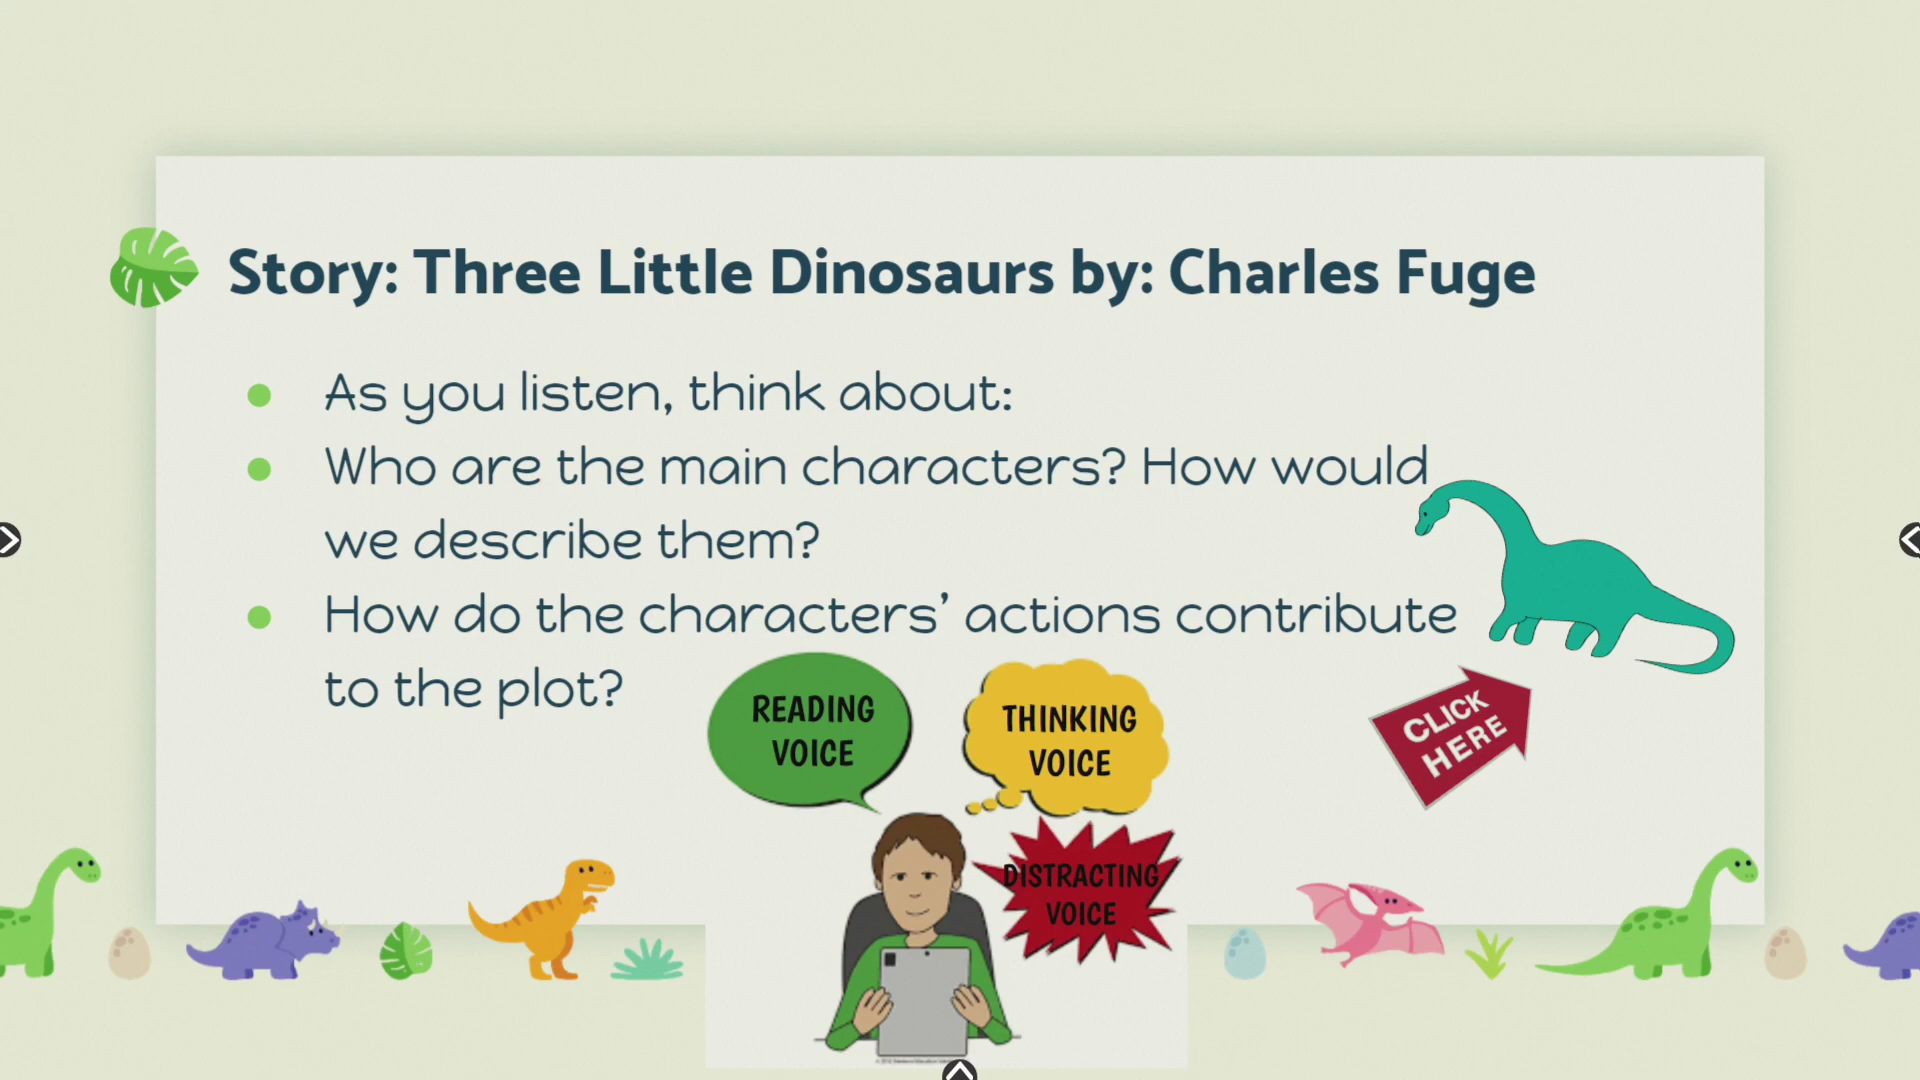 Story: Three Little Dinosaurs by: Charles Fuge
As you listen, think about:
Who are the main characters? How would
we describe them?
How do the characters’ actions contribute
to the plot?
READING
VOICE
THINKING
VOICE
CLICK
HERE
DISTRACTING
VOICE